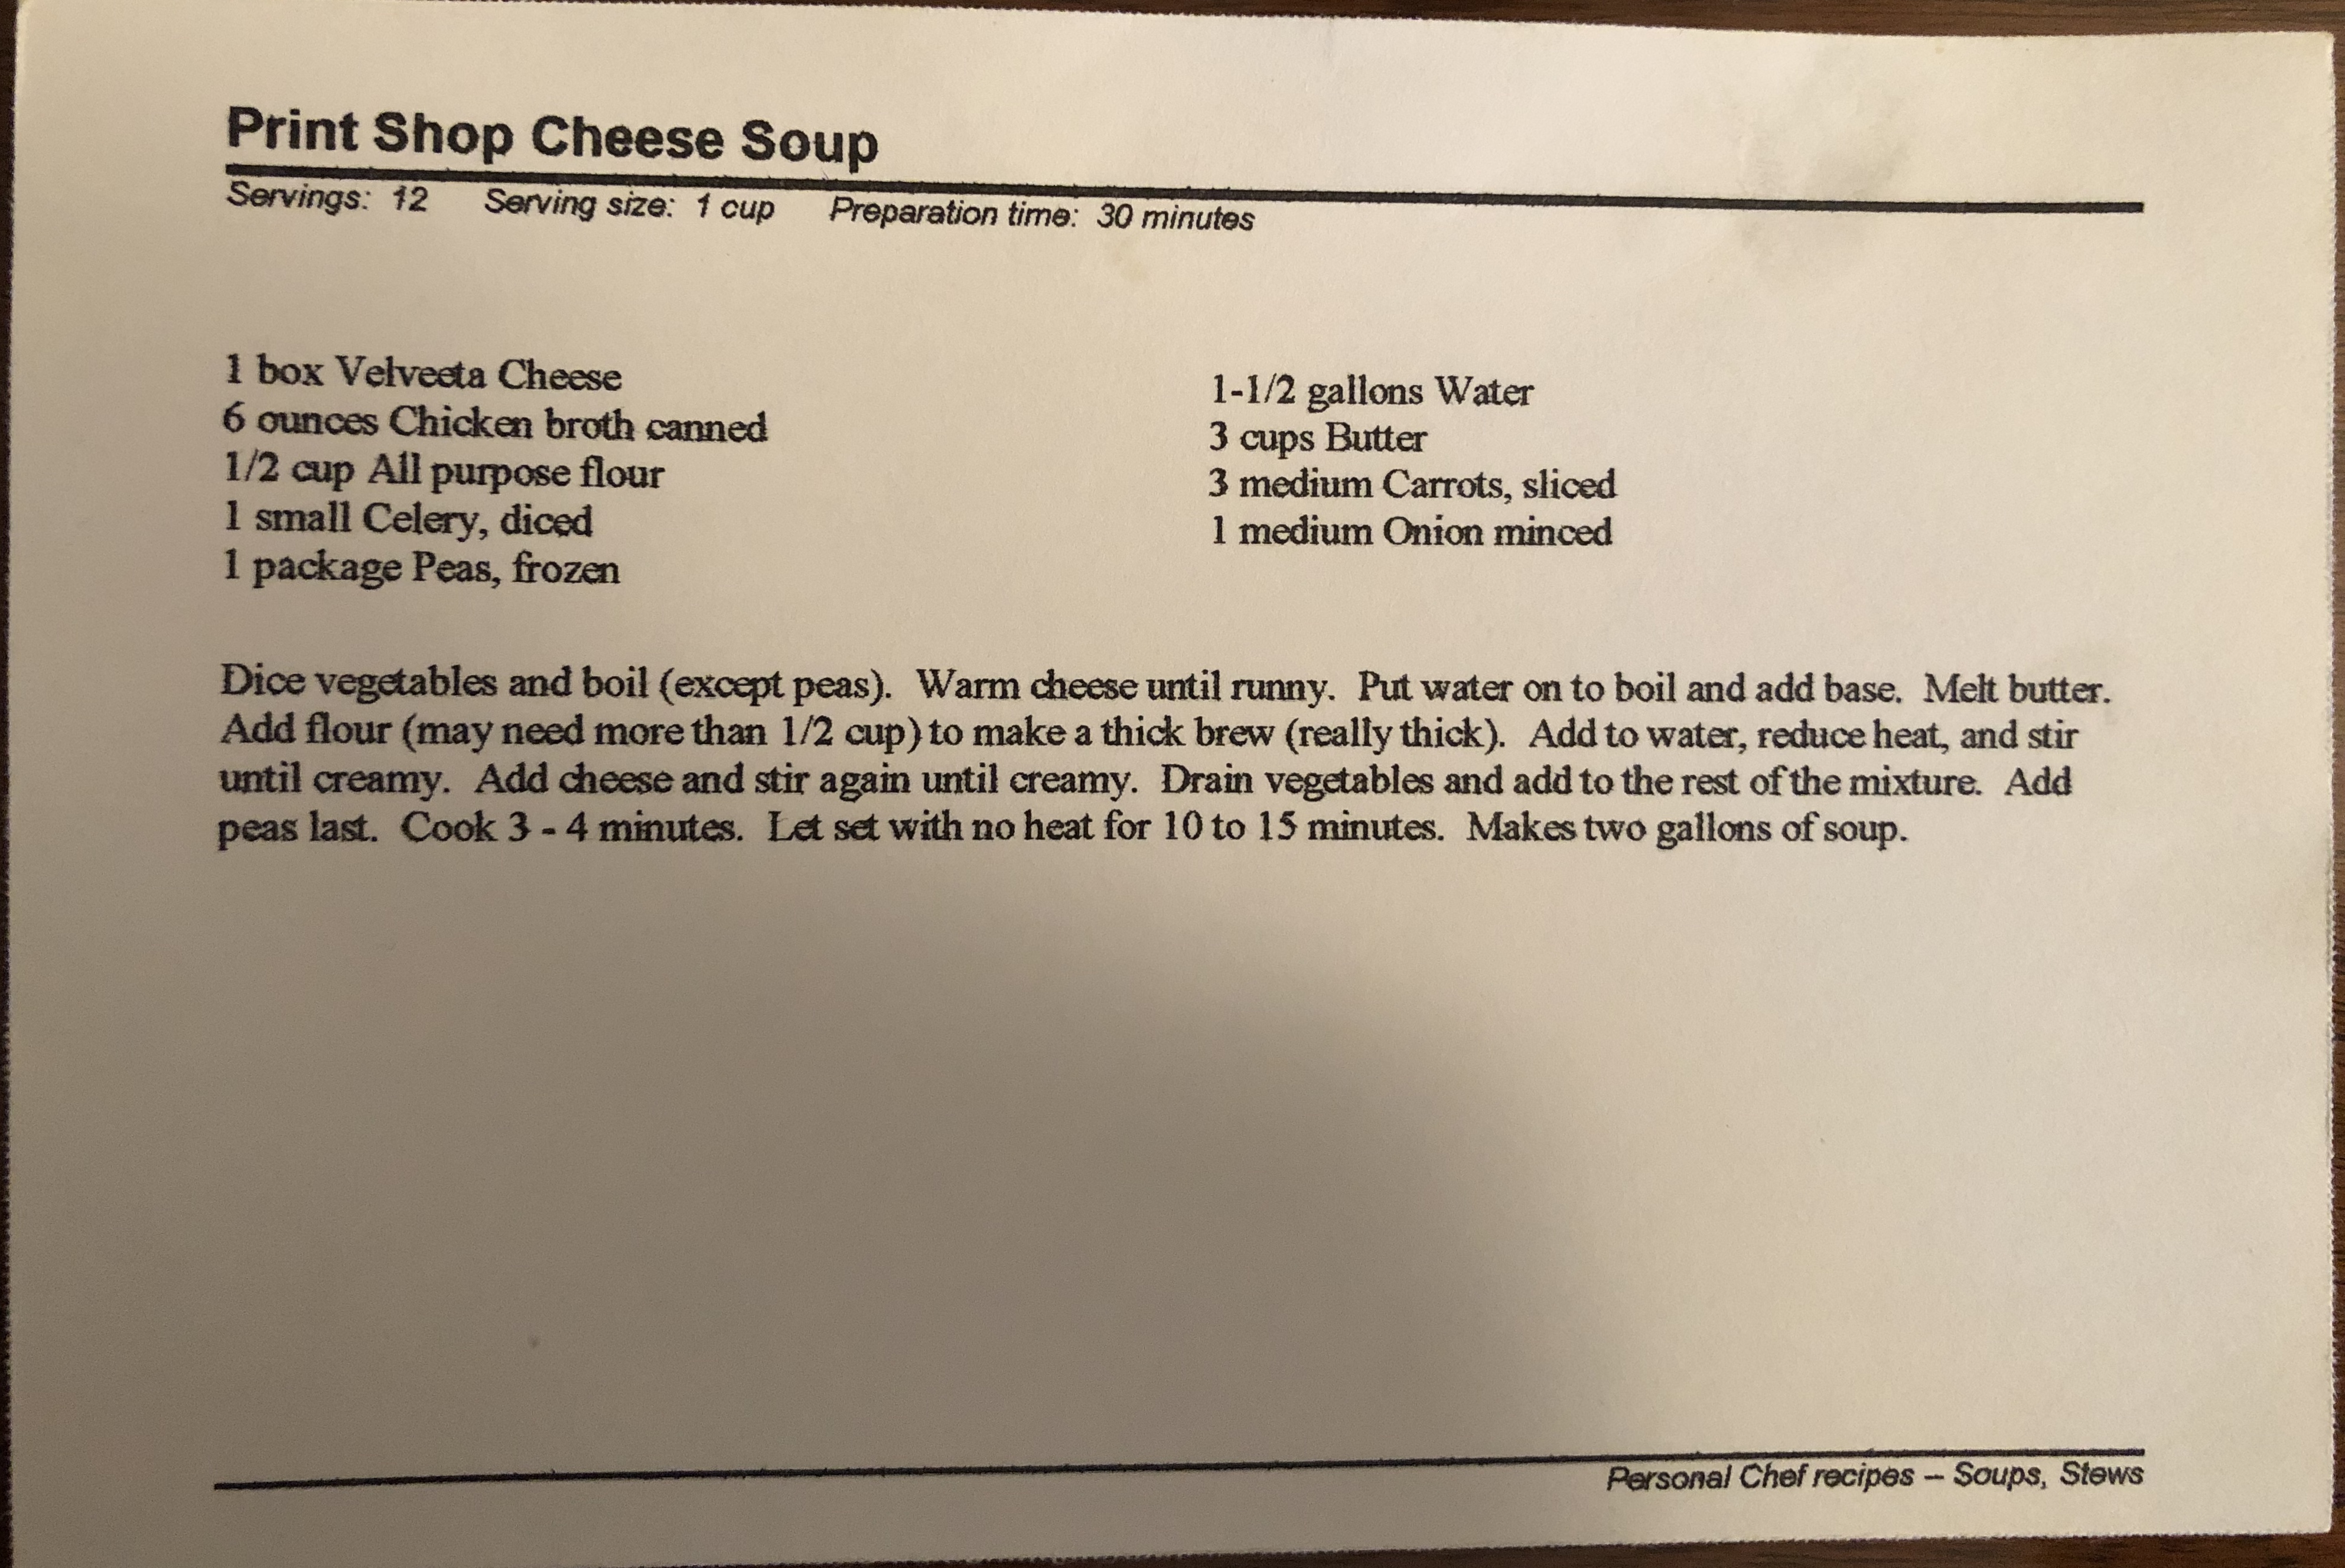 Print Shop Cheese Soup
Servings: 12 Serving size: 1 cup Preparation time: 30 minutes
1 box Velveeta Cheese
6 ounces Chicken broth canned
1/2 cup All purpose flour
1 small Celery, diced
1 package Peas, frozen
1-1/2 gallons Water
3 cups Butter
3 medium Carrots, sliced
1 medium Onion minced
Dice vegetables and boil (except peas). Warm cheese until runny. Put water on to boil and add base. Melt butter.
Add flour (may need more than 1/2 cup) to make a thick brew (really thick). Add to water, reduce heat, and stir
until creamy. Add cheese and stir again until creamy. Drain vegetables and add to the rest of the mixture. Add
peas last. Cook 3 - 4 minutes. Let set with no heat for 10 to 15 minutes. Makes two gallons of soup.
Personal Chef recipes – Soups, Stews